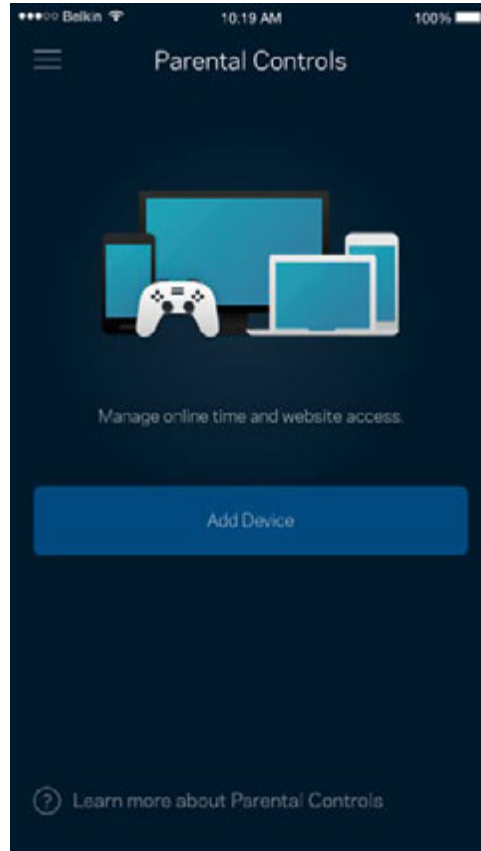 Belkin 10:19 AM 100%
Parental Controls
Manage online time and website access.
Add Device
? Learn more about Parental Controls